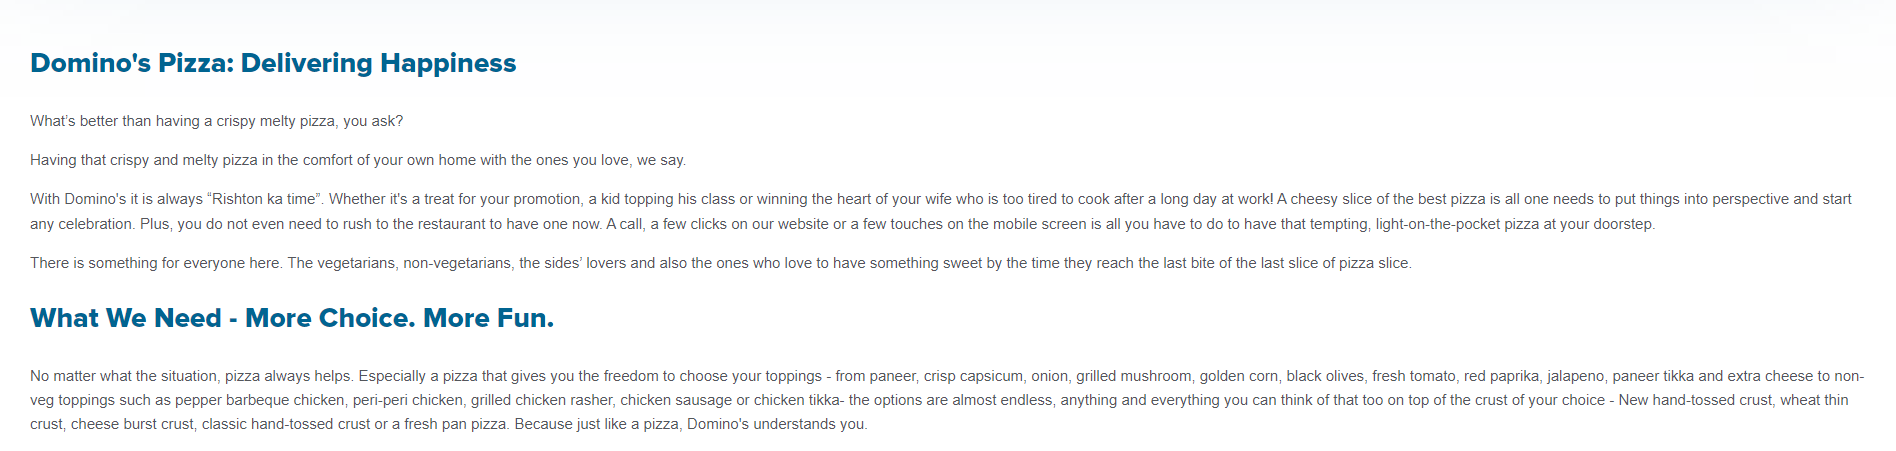 Domino's Pizza: Delivering Happiness
What’s better than having a crispy melty pizza, you ask?
Having that crispy and melty pizza in the comfort of your own home with the ones you love, we say.
With Domino's it is always “Rishton ka time”. Whether it's a treat for your promotion, a kid topping his class or winning the heart of your wife who is too tired to cook after a long day at work! A cheesy slice of the best pizza is all one needs to put things into perspective and start
any celebration. Plus, you do not even need to rush to the restaurant to have one now. A call, a few clicks on our website or a few touches on the mobile screen is all you have to do to have that tempting, light-on-the-pocket pizza at your doorstep.
There is something for everyone here. The vegetarians, non-vegetarians, the sides’ lovers and also the ones who love to have something sweet by the time they reach the last bite of the last slice of pizza slice.
What We Need - More Choice. More Fun.
No matter what the situation, pizza always helps. Especially a pizza that gives you the freedom to choose your toppings - from paneer, crisp capsicum, onion, grilled mushroom, golden corn, black olives, fresh tomato, red paprika, jalapeno, paneer tikka and extra cheese to non-
veg toppings such as pepper barbeque chicken, peri-peri chicken, grilled chicken rasher, chicken sausage or chicken tikka- the options are almost endless, anything and everything you can think of that too on top of the crust of your choice - New hand-tossed crust, wheat thin
crust, cheese burst crust, classic hand-tossed crust or a fresh pan pizza. Because just like a pizza, Domino's understands you.